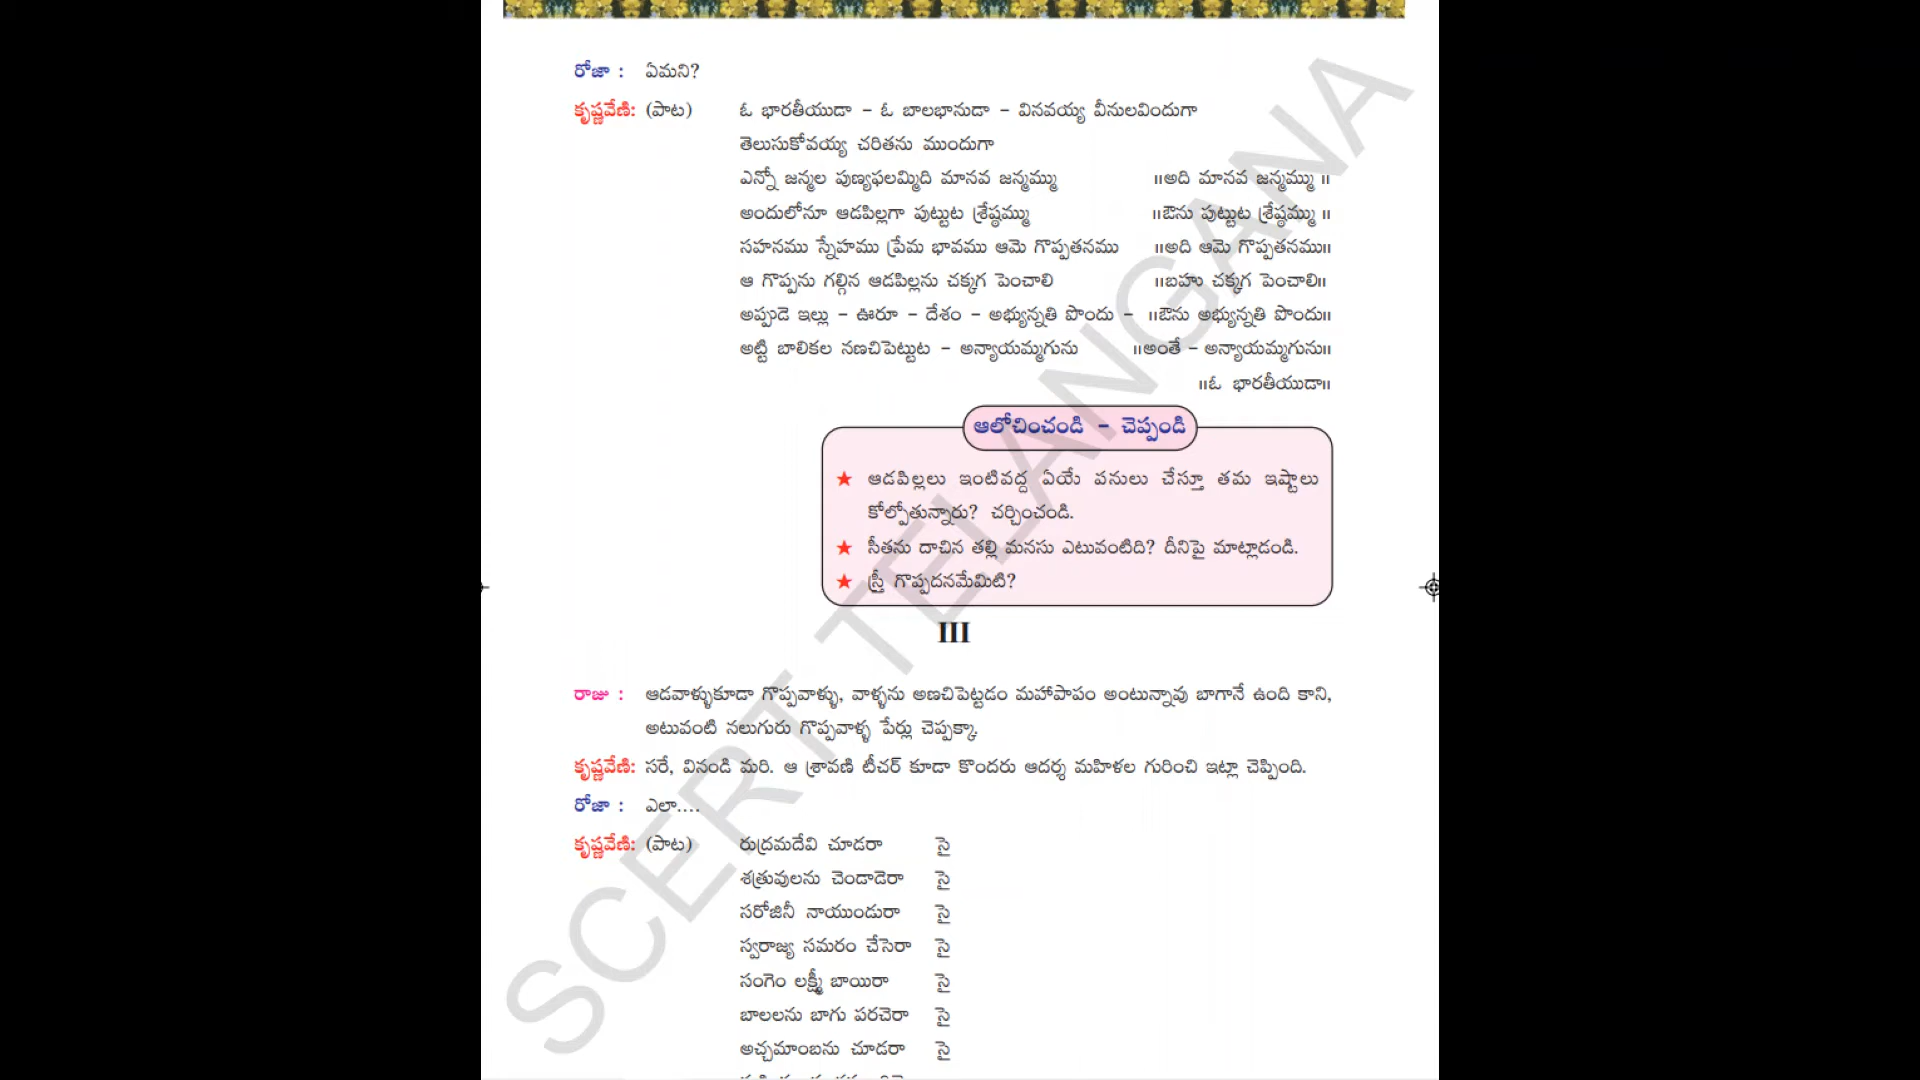 రోజా : ఏమని?
కృష్ణవేణి: (పాట) ఓ భారతీయుడా – ఓ బాలభానుడా – వినవయ్య వీనులవిందుగా
తెలుసుకోవయ్య చరితను ముందుగా
ఎన్నో జన్మల పుణ్యఫలమ్మిది మానవ జన్మమ్ము ॥అది మానవ జన్మమ్ము॥
అందులోనూ ఆడపిల్లగా పుట్టుట శ్రేష్ఠమ్ము ॥ఔను పుట్టుట శ్రేష్ఠమ్ము॥
సహనము స్నేహము ప్రేమ భావము ఆమె గొప్పతనము ॥అది ఆమె గొప్పతనము॥
ఆ గొప్పను గల్గిన ఆడపిల్లను చక్కగ పెంచాలి ॥బహు చక్కగ పెంచాలి॥
అప్పుడె ఇల్లు – ఊరూ – దేశం – అభ్యున్నతి పొందు – ॥ఔను అభ్యున్నతి పొందు॥
అట్టి బాలికల నణచిపెట్టుట – అన్యాయమ్మగును ॥అంతే – అన్యాయమ్మగును॥
॥ఓ భారతీయుడా॥
ఆలోచించండి – చెప్పండి
★ ఆడపిల్లలు ఇంటివద్ద ఏయే పనులు చేస్తూ తమ ఇష్టాలు
కోల్పోతున్నారు? చర్చించండి.
★ సీతను దాచిన తల్లి మనసు ఎటువంటిది? దీనిపై మాట్లాడండి.
★ స్త్రీ గొప్పదనమేమిటి?
III
రాజు : ఆడవాళ్ళుకూడా గొప్పవాళ్ళు, వాళ్ళను అణచిపెట్టడం మహాపాపం అంటున్నావు బాగానే ఉంది కాని,
అటువంటి నలుగురు గొప్పవాళ్ళ పేర్లు చెప్పక్కా.
కృష్ణవేణి: సరే, వినండి మరి. ఆ శ్రావణి టీచర్ కూడా కొందరు ఆదర్శ మహిళల గురించి ఇట్లా చెప్పింది.
రోజా : ఎలా....
కృష్ణవేణి: (పాట) రుద్రమదేవి చూడరా సై
శత్రువులను చెండాడెరా సై
సరోజినీ నాయుండురా సై
స్వరాజ్య సమరం చేసెరా సై
సంగెం లక్ష్మీ బాయిరా సై
బాలలను బాగు పరచెరా సై
అచ్చమాంబను చూడరా సై
SCERT TELANGANA